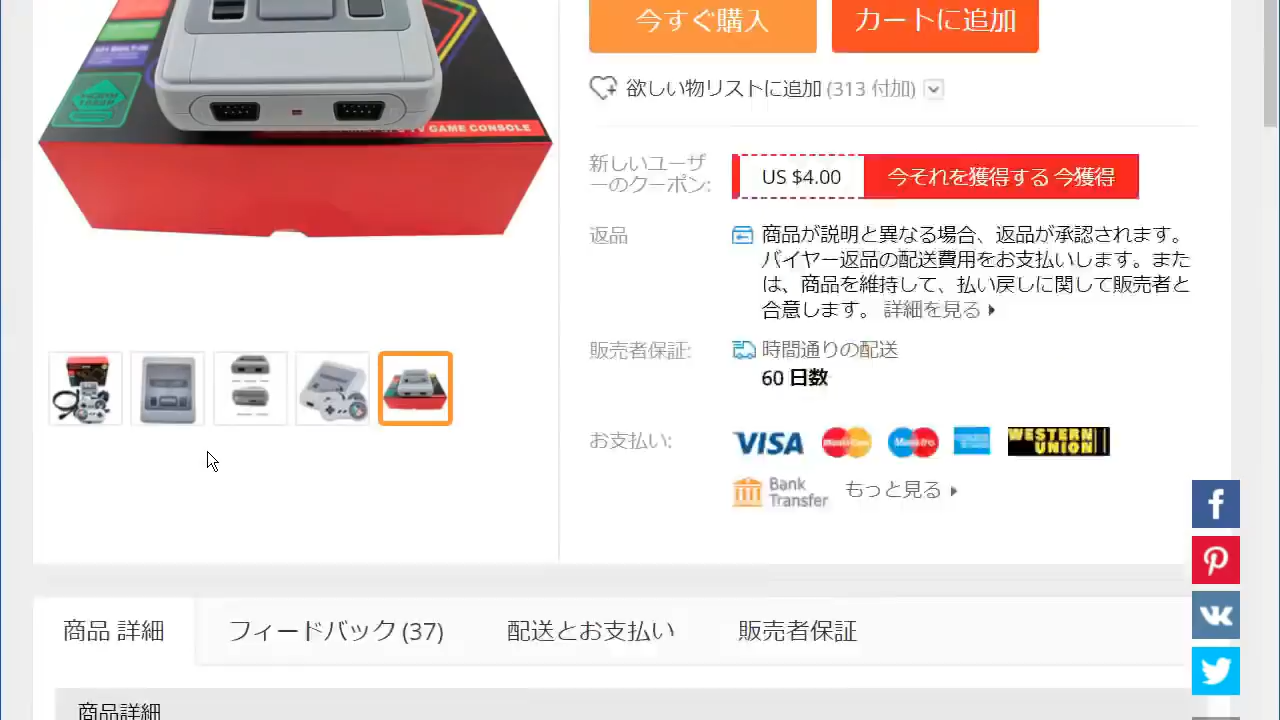 今すぐ購入
カートに追加
TV GAME CONSOLE
欲しい物リストに追加 (313 付加)
新しいユーザ
ーのクーポン:
US $4.00
今それを獲得する 今獲得
返品
商品が説明と異なる場合、返品が承認されます。
バイヤー返品の配送費用をお支払いします。また
は、商品を維持して、払い戻しに関して販売者と
合意します。 詳細を見る
販売者保証:
時間通りの配送
60 日数
お支払い:
VISA
Maestro
WESTERN
UNION
Bank
Transfer
もっと見る
商品 詳細
フィードバック (37)
配送とお支払い
販売者保証
商品詳細